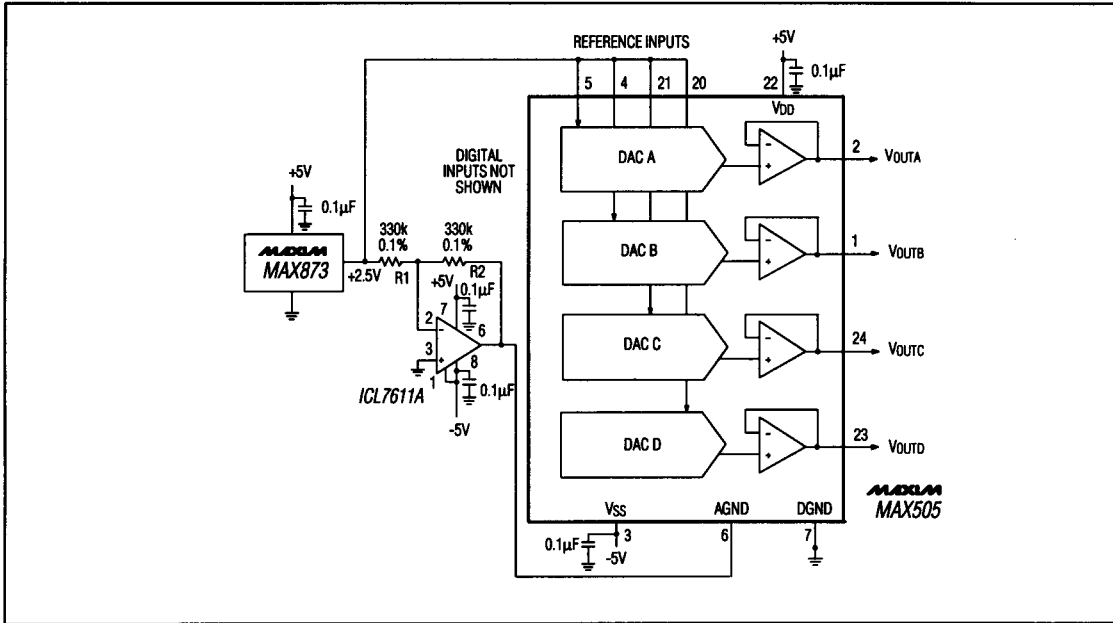 REFERENCE INPUTS
+5V
0.1µF
5 4 21 20 22
VDD
DIGITAL
INPUTS NOT
SHOWN
DAC A
- +
2 VOUTA
+5V
0.1µF
MAXIM
MAX873
+2.5V
330k
0.1%
R1
330k
0.1%
R2
+5V
0.1µF
7
2 -
6
3 +
8
1
0.1µF
ICL7611A
-5V
DAC B
- +
1 VOUTB
DAC C
- +
24 VOUTC
DAC D
- +
23 VOUTD
MAXIM
MAX505
VSS AGND DGND
3 6 7
0.1µF
-5V